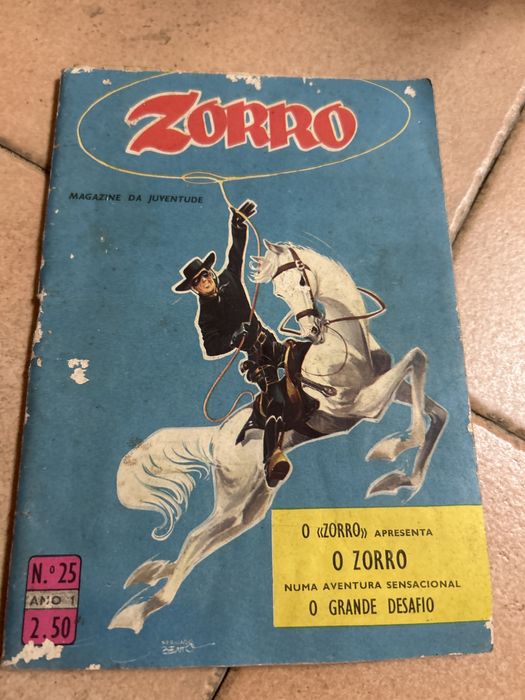 ZORRO
MAGAZINE DA JUVENTUDE
O «ZORRO» APRESENTA
O ZORRO
NUMA AVENTURA SENSACIONAL
O GRANDE DESAFIO
N.º 25
ANO 1
2.50